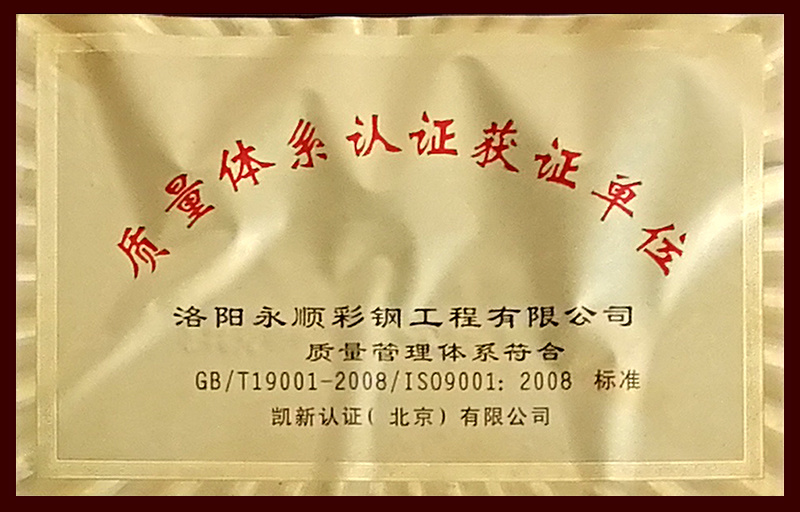 质量体系认证获证单位
洛阳永顺彩钢工程有限公司
质量管理体系符合
GB/T19001-2008/ISO9001: 2008 标准
凯新认证(北京)有限公司